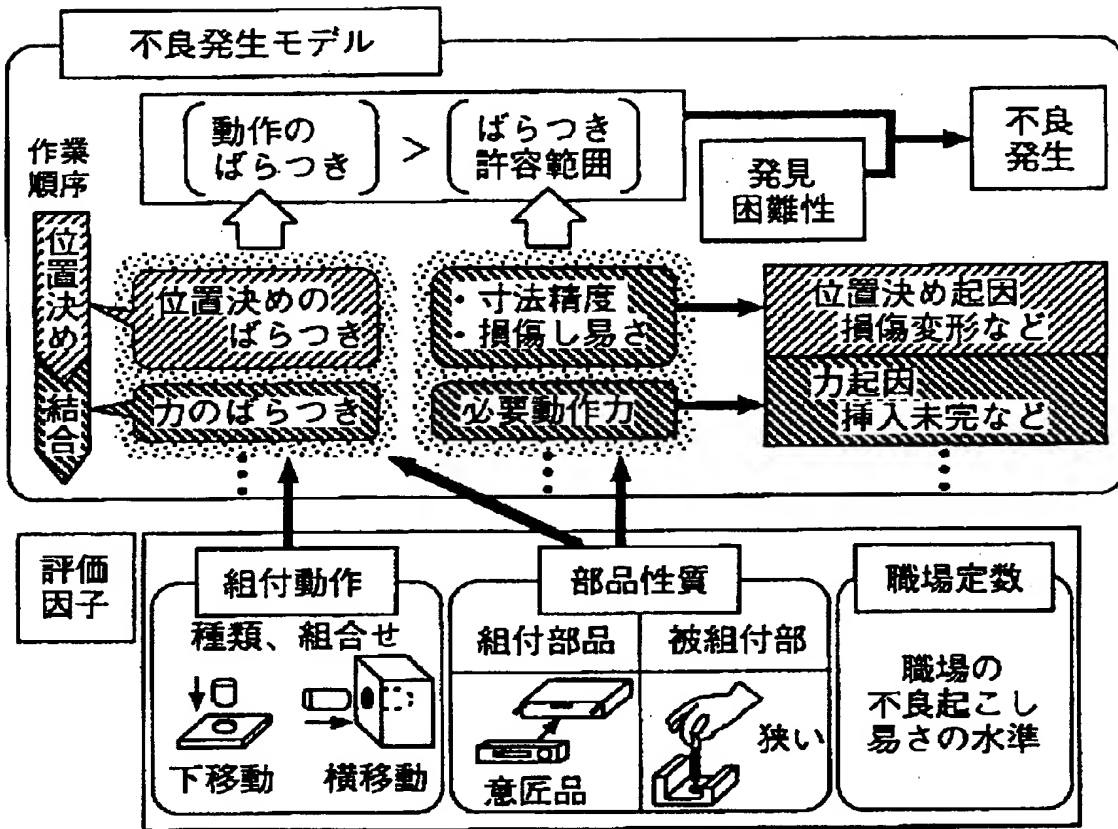 不良発生モデル
動作の
ばらつき
>
ばらつき
許容範囲
発見
困難性
不良
発生
作業
順序
位置決め
結合
位置決めの
ばらつき
力のばらつき
・寸法精度
・損傷し易さ
必要動作力
位置決め起因
損傷変形など
力起因
挿入未完など
評価
因子
組付動作
種類、組合せ
下移動
横移動
部品性質
組付部品
被組付部
意匠品
狭い
職場定数
職場の
不良起こし
易さの水準